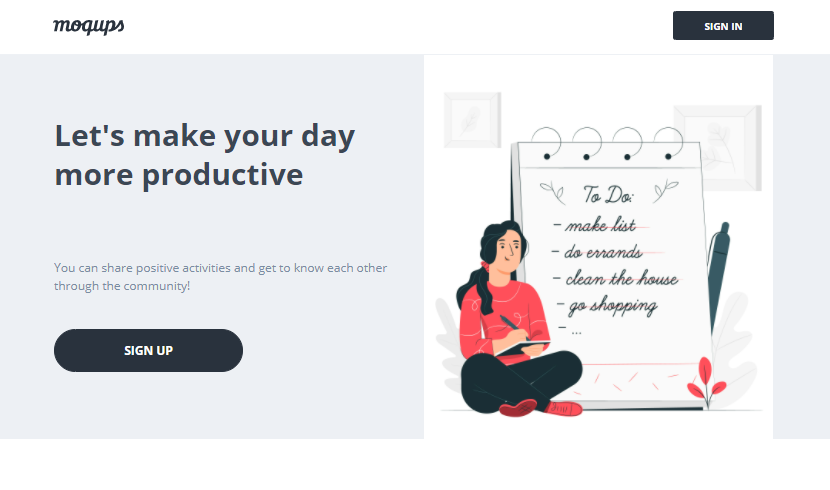 moqups
SIGN IN
Let's make your day
more productive
You can share positive activities and get to know each other
through the community!
SIGN UP
To Do:
- make list
- do errands
- clean the house
- go shopping
- ...